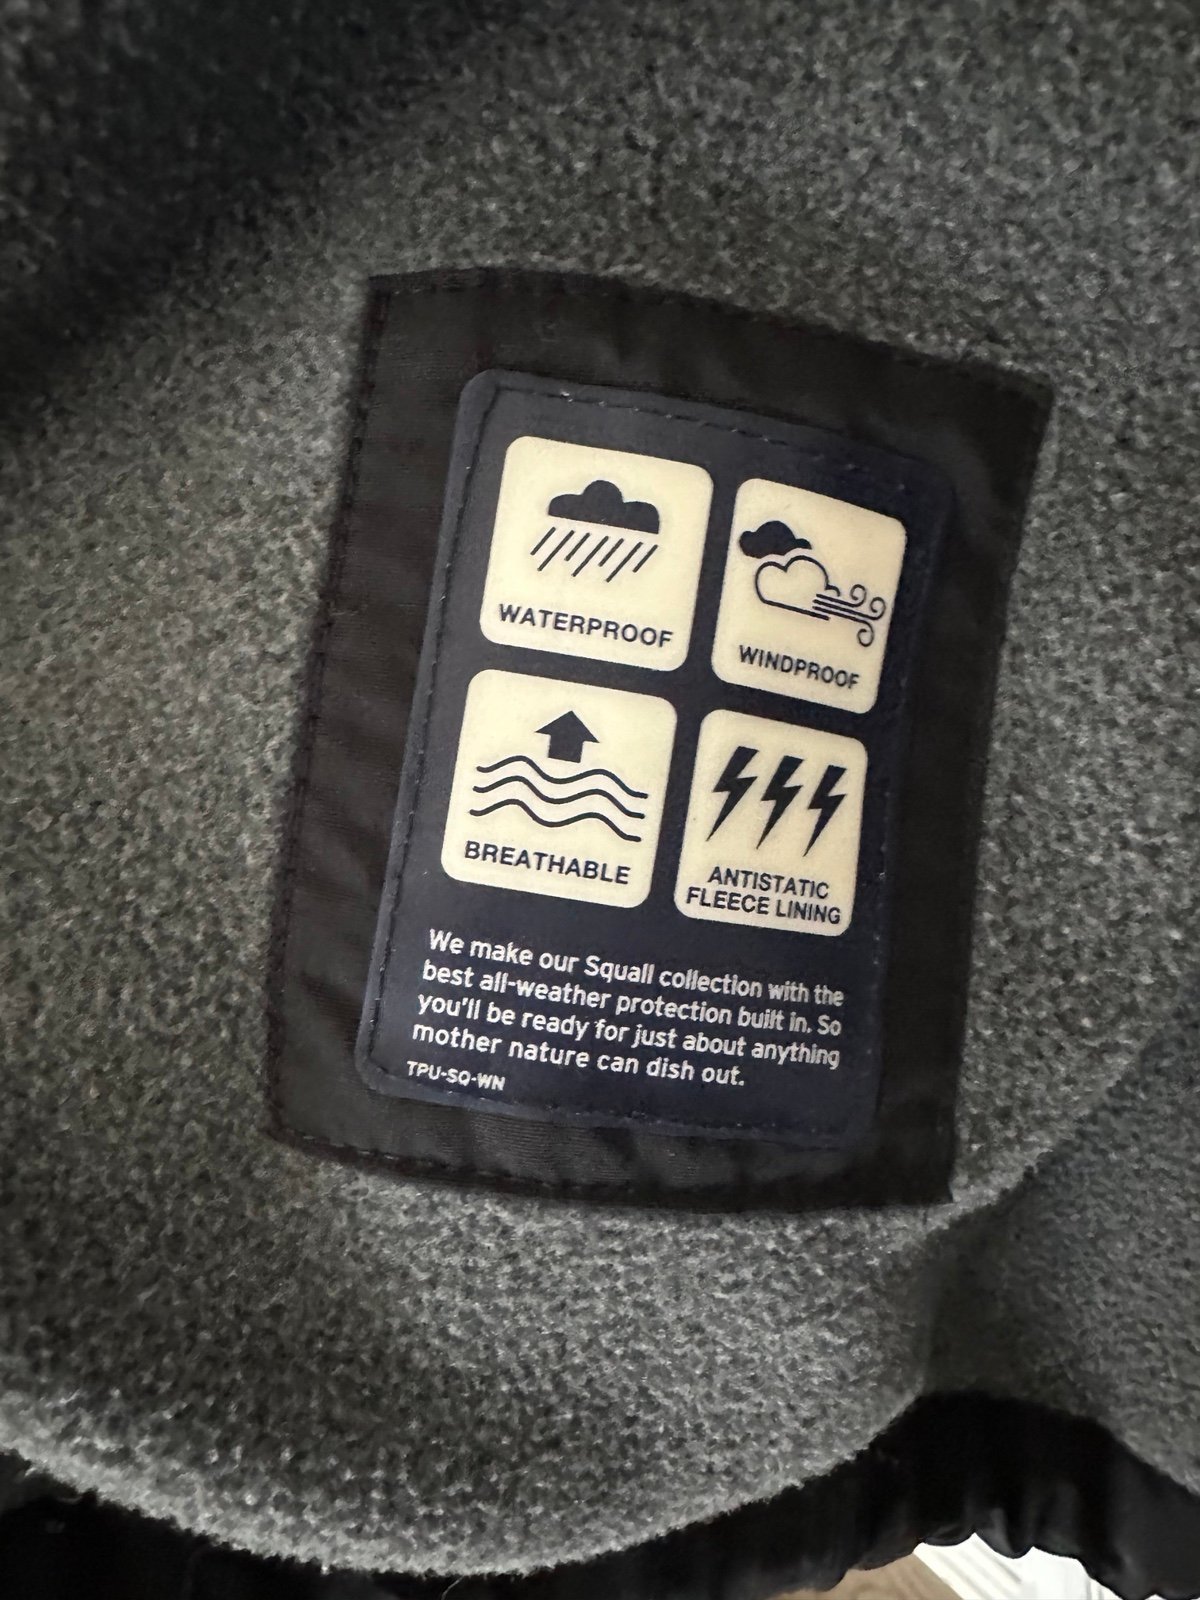 WATERPROOF
WINDPROOF
BREATHABLE
ANTISTATIC
FLEECE LINING
We make our Squall collection with the
best all-weather protection built in. So
you'll be ready for just about anything
mother nature can dish out.
TPU-SQ-WN